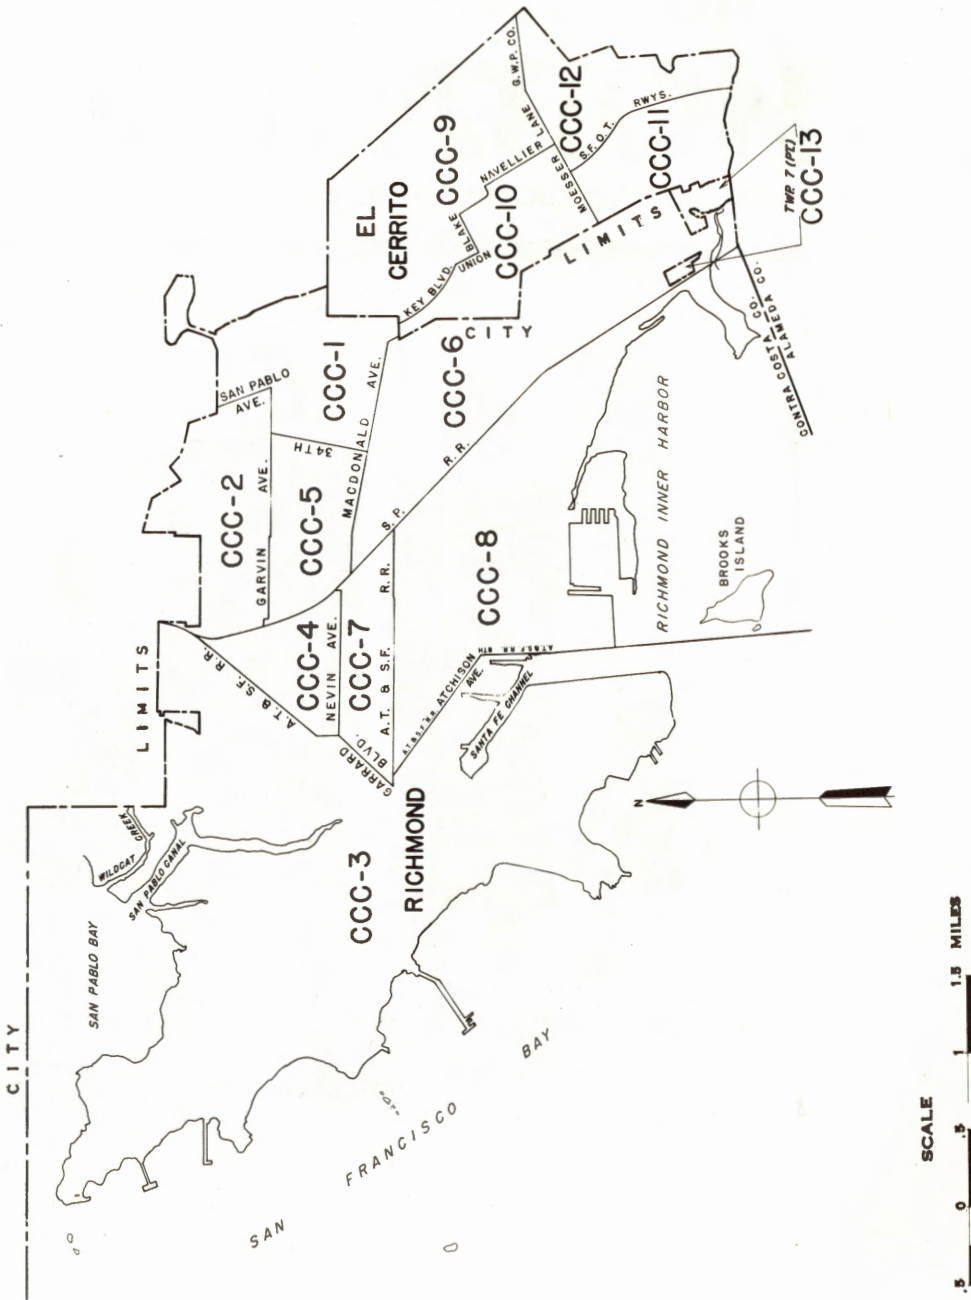 CITY
LIMITS
SAN PABLO BAY
WILDCAT
CREEK
SAN PABLO CANAL
CCC-3
RICHMOND
SAN FRANCISCO BAY
A.T. & S.F. R.R.
GARRARD
BLVD.
CCC-4
NEVIN AVE.
CCC-7
A.T. & S.F. R.R.
A.T.&S.F. R.R. ATCHISON
AVE.
A.T.&S.F. RR. 8TH
SANTA FE CHANNEL
CCC-2
GARVIN AVE.
SAN PABLO
AVE.
CCC-5
34TH
CCC-1
MACDONALD AVE.
CCC-6
S.P. R.R.
CCC-8
RICHMOND INNER HARBOR
BROOKS
ISLAND
EL
CERRITO
CCC-9
KEY BLVD.
UNION
BLAKE
NAVELLIER
CCC-10
MOESSER LANE
G.W.P. CO.
CCC-12
S.F.O.T. RWYS.
CCC-11
CITY
LIMITS
TWP. 7 (PT.)
CCC-13
CONTRA COSTA CO.
ALAMEDA CO.
N
SCALE
.5 0 .5 1 1.5 MILES